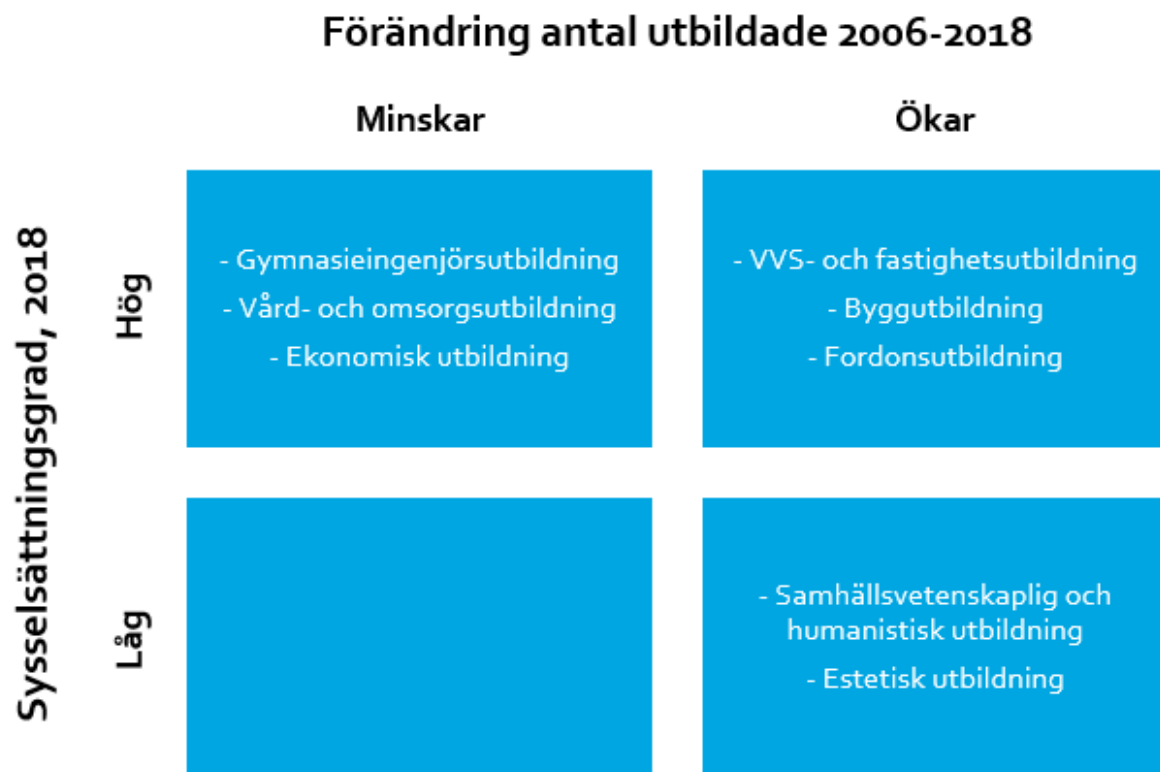 Förändring antal utbildade 2006-2018
Minskar
Ökar
Sysselsättningsgrad, 2018
Hög
- Gymnasieingenjörsutbildning
- Vård- och omsorgsutbildning
- Ekonomisk utbildning
- VVS- och fastighetsutbildning
- Byggutbildning
- Fordonsutbildning
Låg
- Samhällsvetenskaplig och
humanistisk utbildning
- Estetisk utbildning